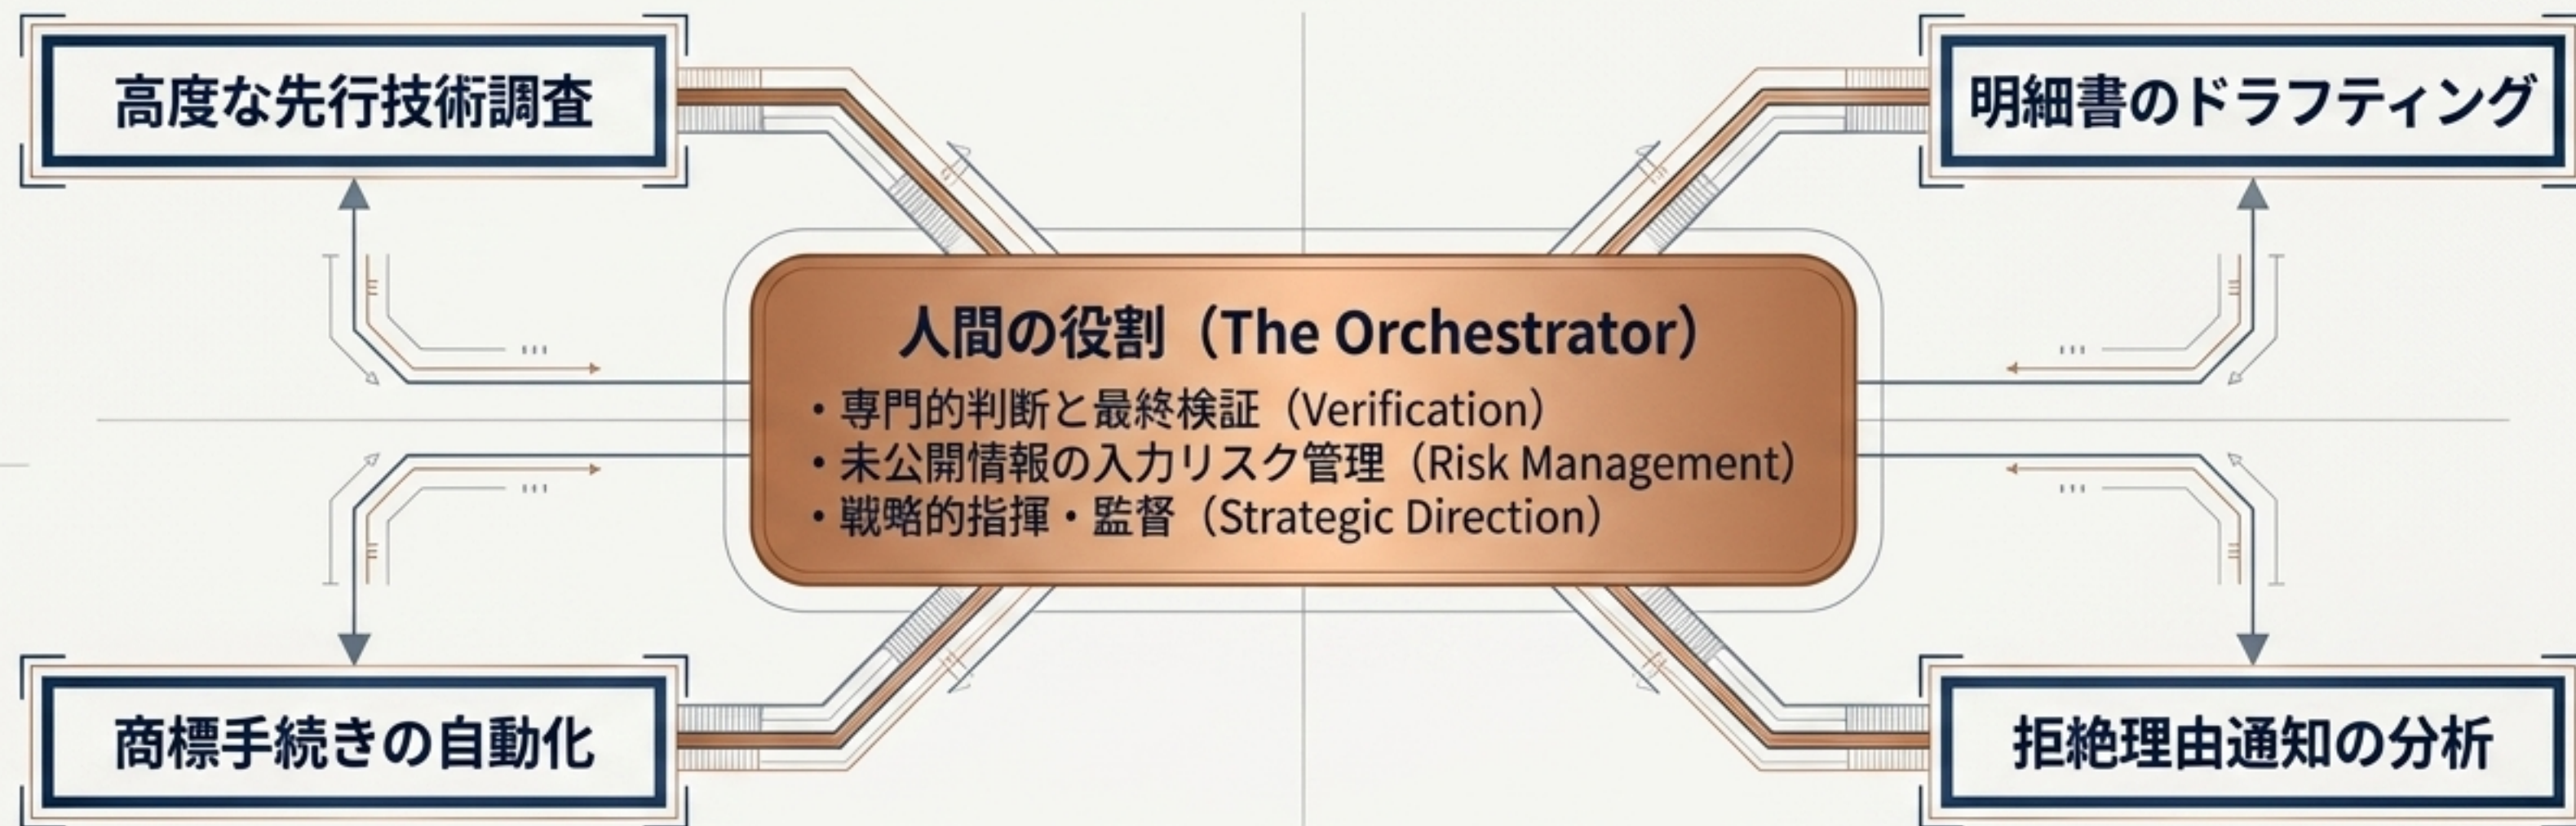 高度な先行技術調査
明細書のドラフティング
人間の役割（The Orchestrator）
・専門的判断と最終検証（Verification）
・未公開情報の入力リスク管理（Risk Management）
・戦略的指揮・監督（Strategic Direction）
商標手続きの自動化
拒絶理由通知の分析